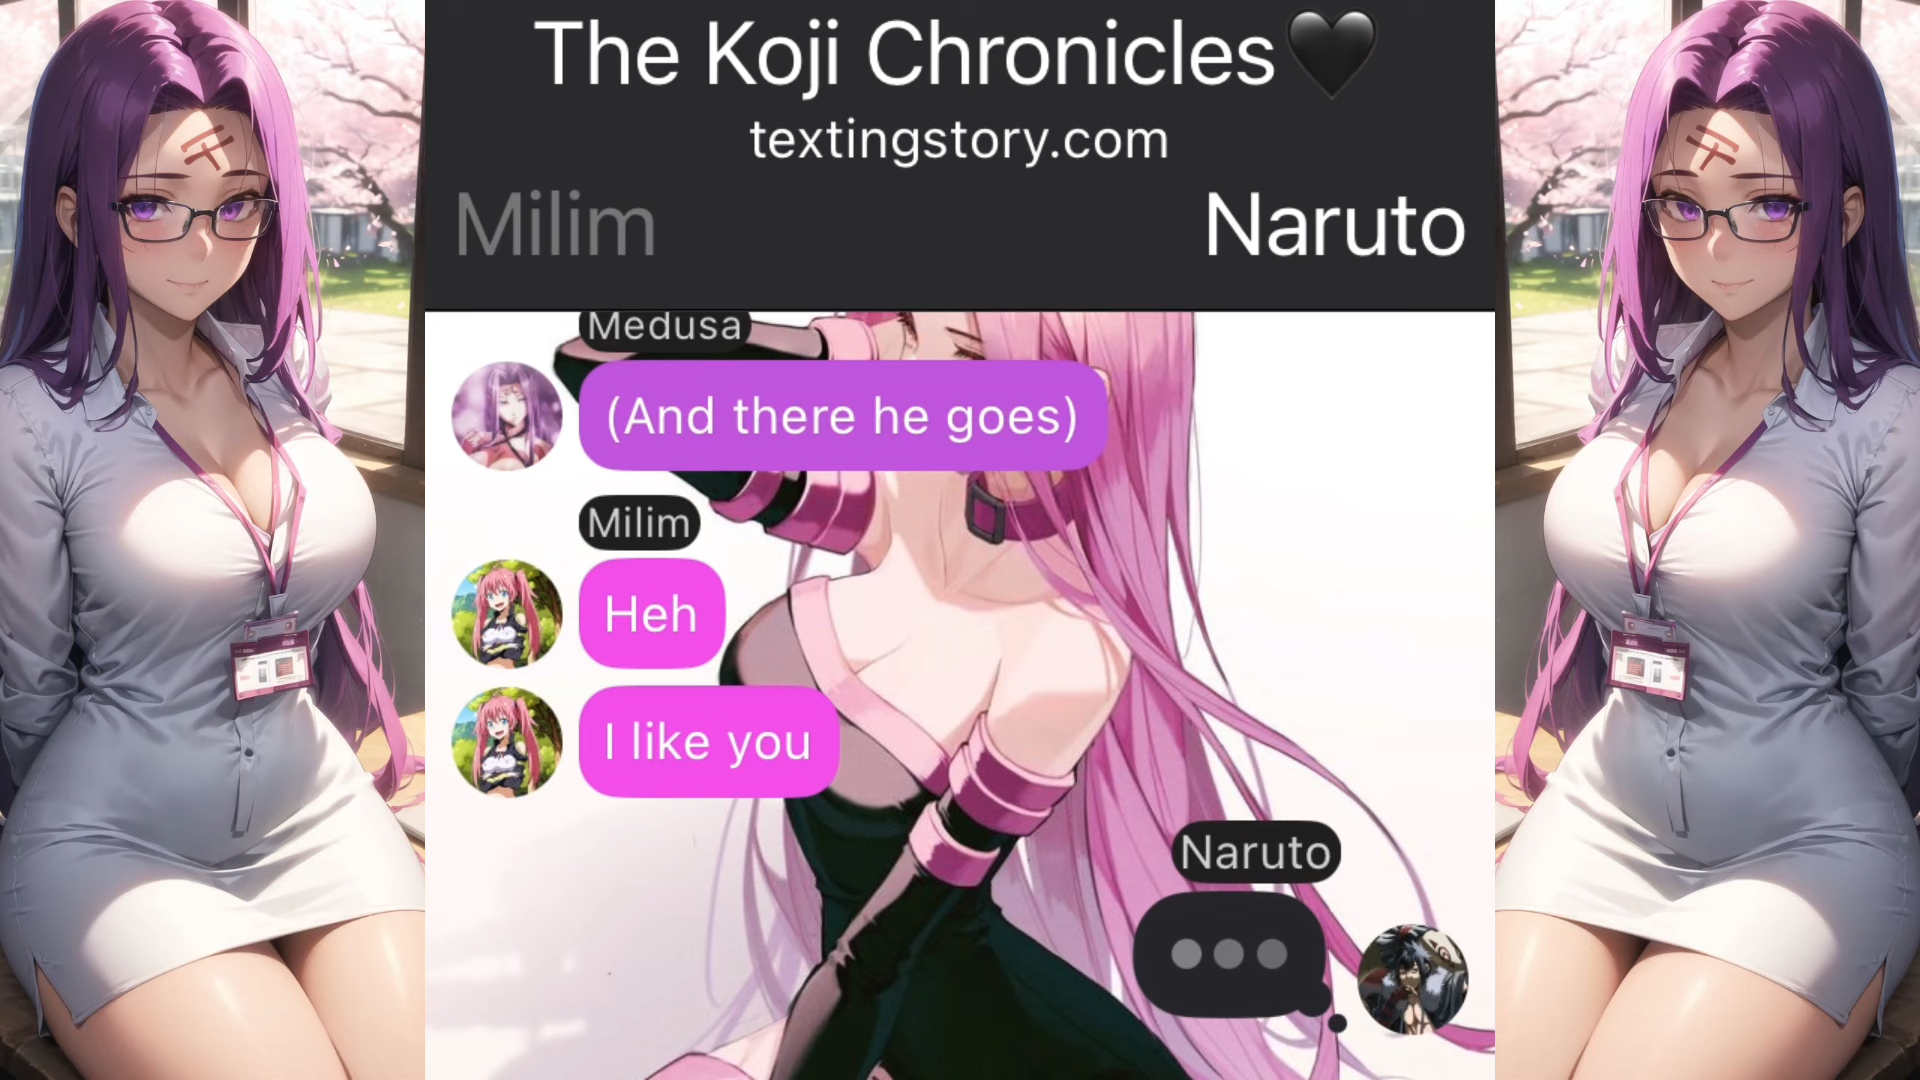 The Koji Chronicles🖤
textingstory.com
Milim
Naruto
Medusa
(And there he goes)
Milim
Heh
I like you
Naruto